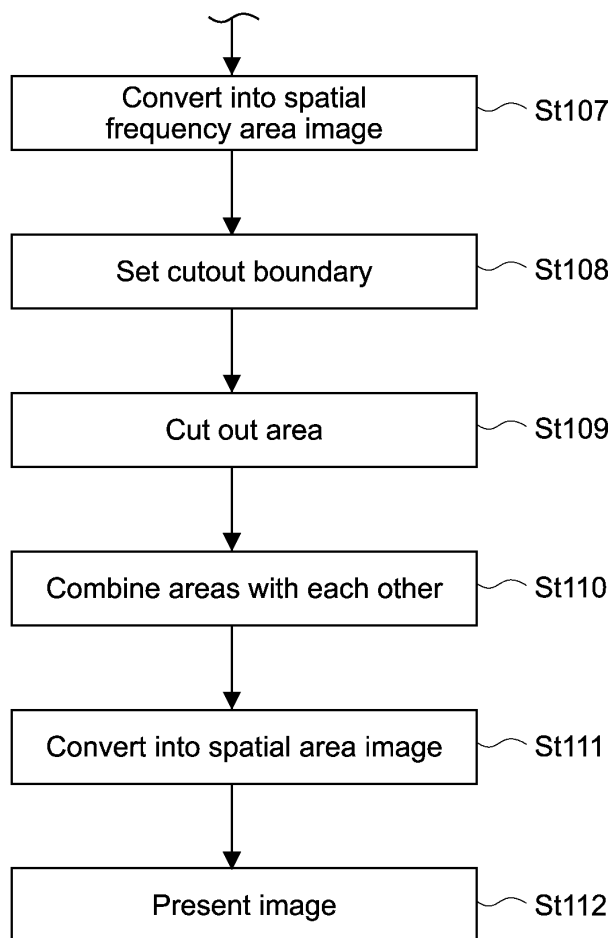 Convert into spatial
frequency area image
St107
Set cutout boundary
St108
Cut out area
St109
Combine areas with each other
St110
Convert into spatial area image
St111
Present image
St112